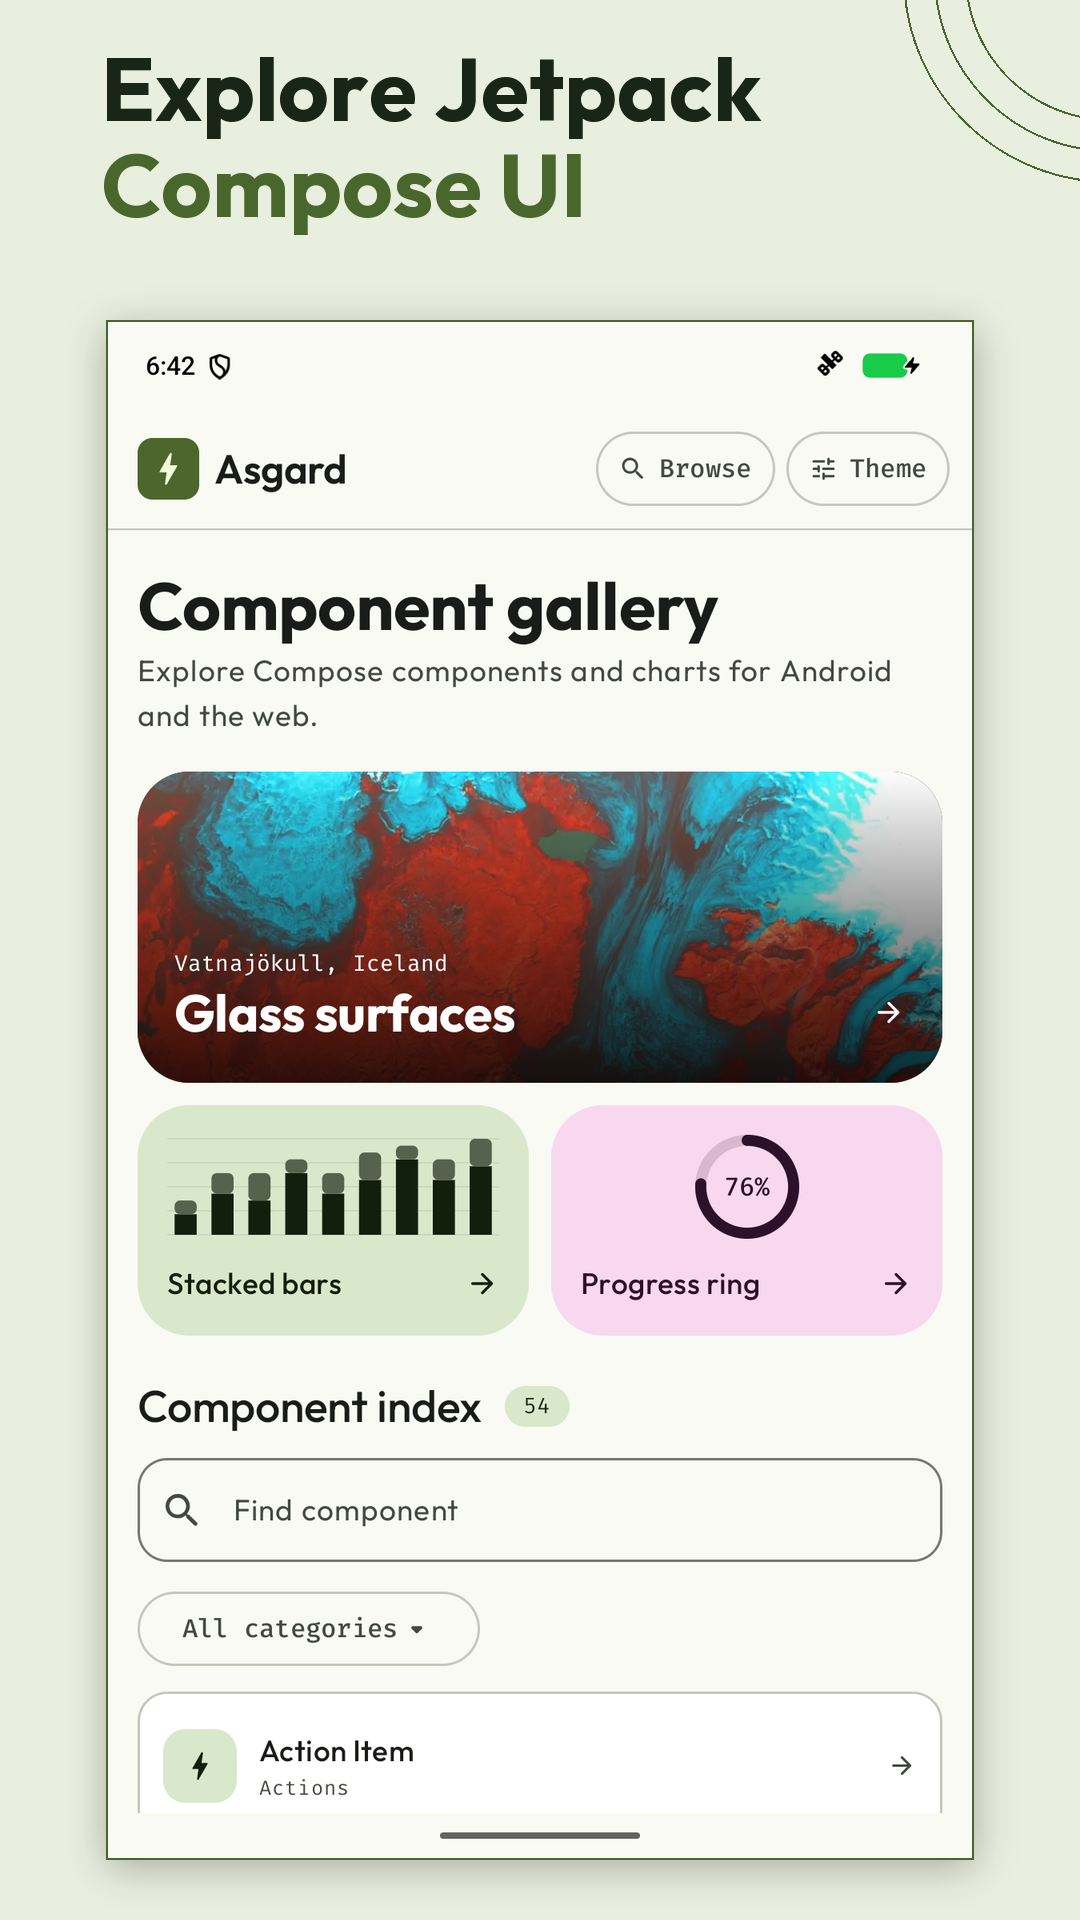 Explore Jetpack
Compose UI
6:42
Asgard
Browse
Theme
Component gallery
Explore Compose components and charts for Android
and the web.
Vatnajökull, Iceland
Glass surfaces
Stacked bars
76%
Progress ring
Component index
54
Find component
All categories
Action Item
Actions